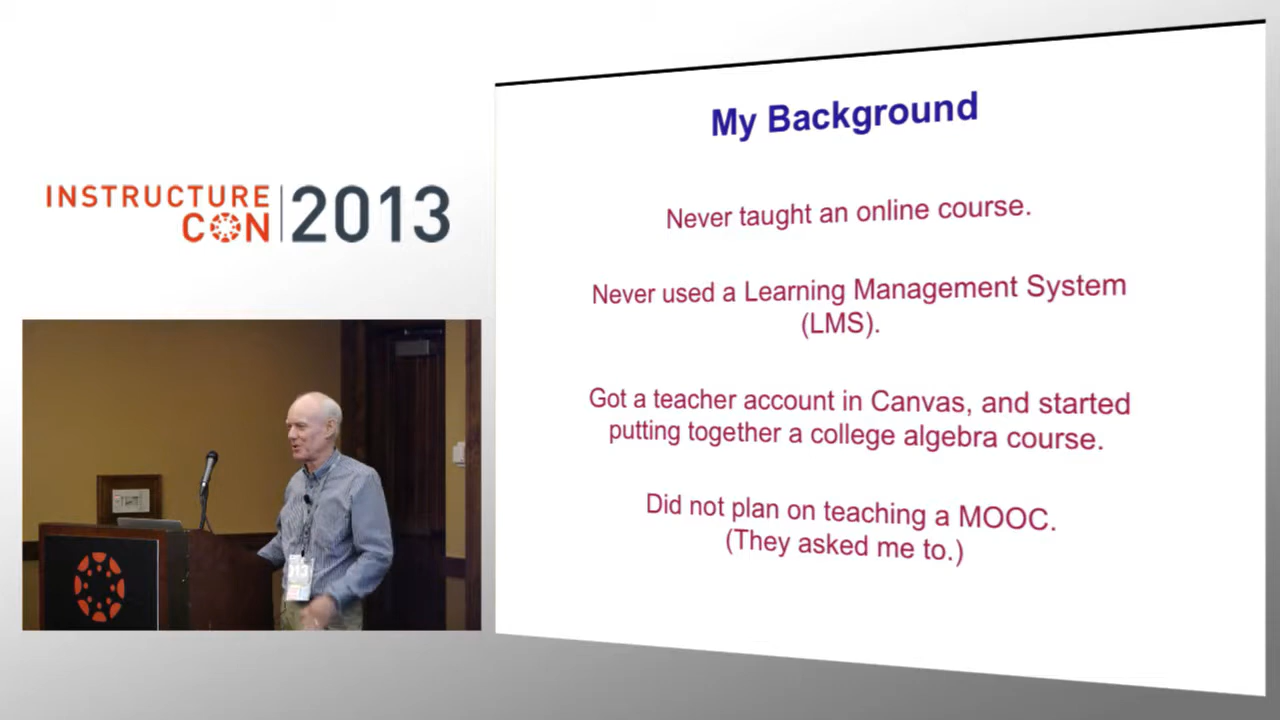 INSTRUCTURE
CON
2013
My Background
Never taught an online course.
Never used a Learning Management System
(LMS).
Got a teacher account in Canvas, and started
putting together a college algebra course.
Did not plan on teaching a MOOC.
(They asked me to.)